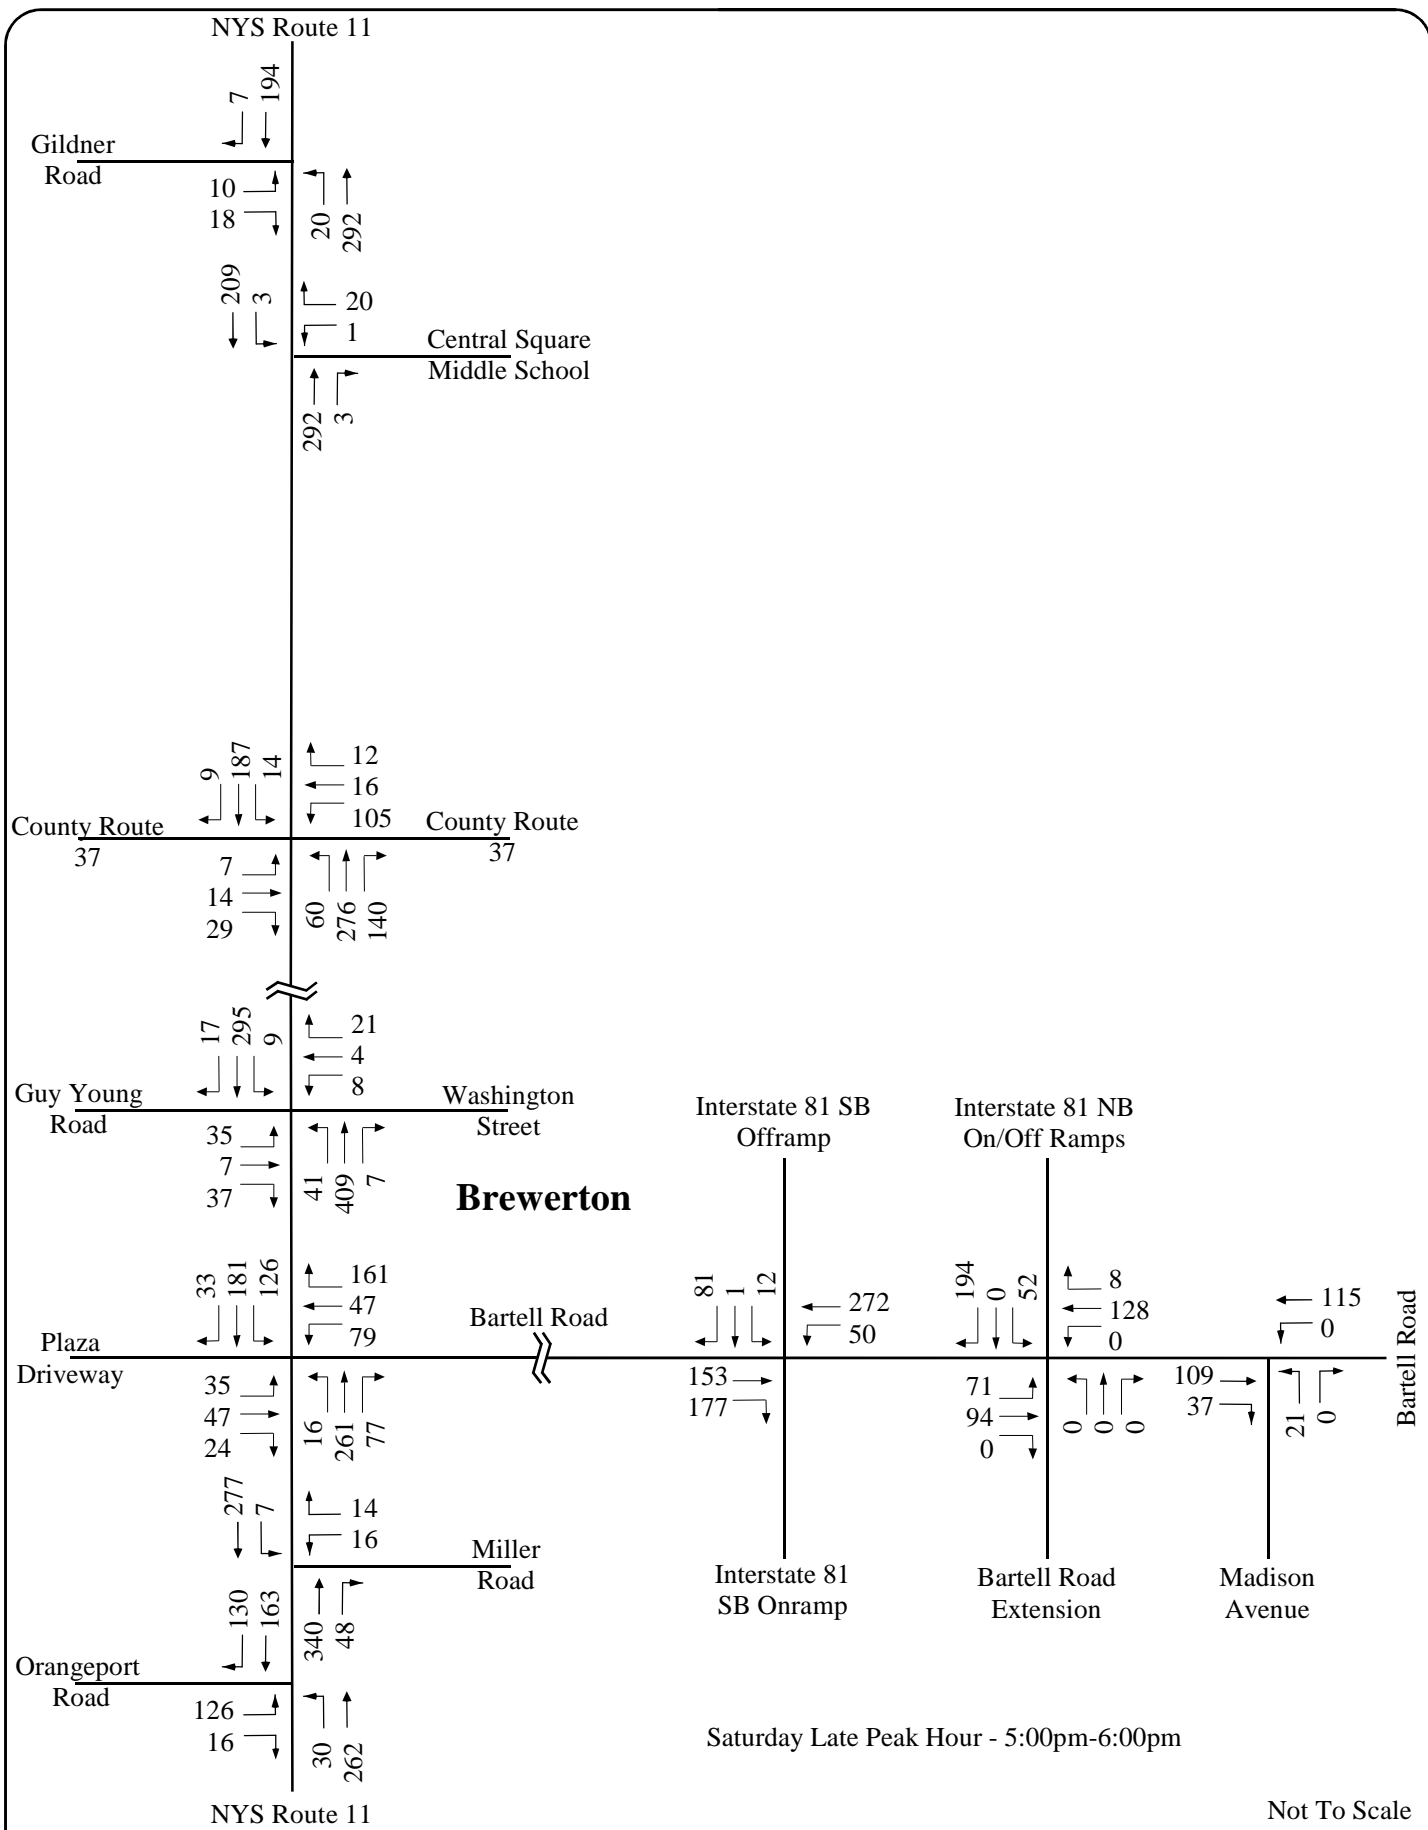 NYS Route 11
7
194
Gildner
Road
10
18
20
292
209
3
20
1
Central Square
Middle School
292
3
9
187
14
12
16
105
County Route
37
County Route
37
7
14
29
60
276
140
17
295
9
21
4
8
Guy Young
Road
Washington
Street
35
7
37
41
409
7
Brewerton
Interstate 81 SB
Offramp
Interstate 81 NB
On/Off Ramps
33
181
126
161
47
79
Plaza
Driveway
Bartell Road
35
47
24
16
261
77
81
1
12
272
50
153
177
194
0
52
8
128
0
71
94
0
0
0
0
115
0
109
37
21
0
Bartell Road
277
7
14
16
Miller
Road
340
48
Interstate 81
SB Onramp
Bartell Road
Extension
Madison
Avenue
130
163
Orangeport
Road
126
16
30
262
Saturday Late Peak Hour - 5:00pm-6:00pm
NYS Route 11
Not To Scale